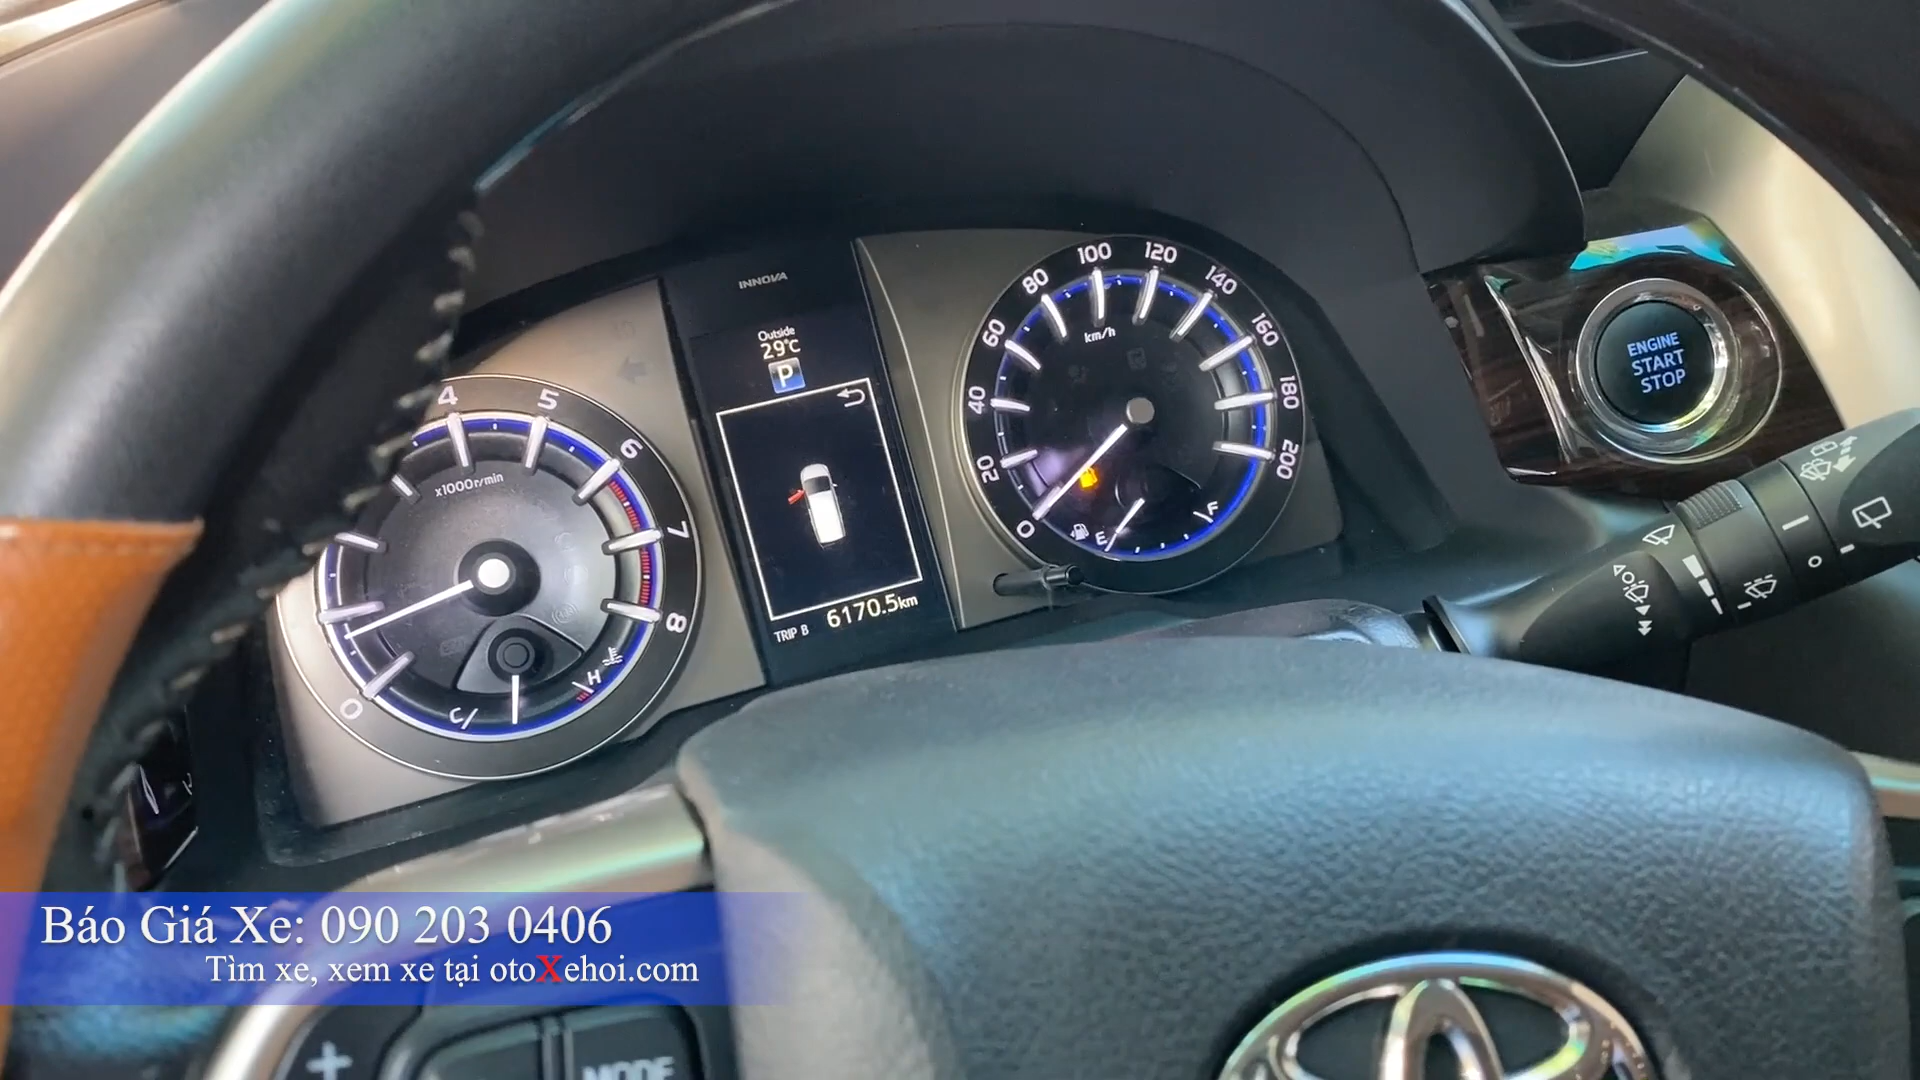 INNOVA
Outside
29°C
P
TRIP B 6170.5km
4
5
6
7
8
0
x1000r/min
C
H
0
20
40
60
80
100
120
140
160
180
200
km/h
E
F
ENGINE
START
STOP
Báo Giá Xe: 090 203 0406
Tìm xe, xem xe tại otoXehoi.com
+
MODE